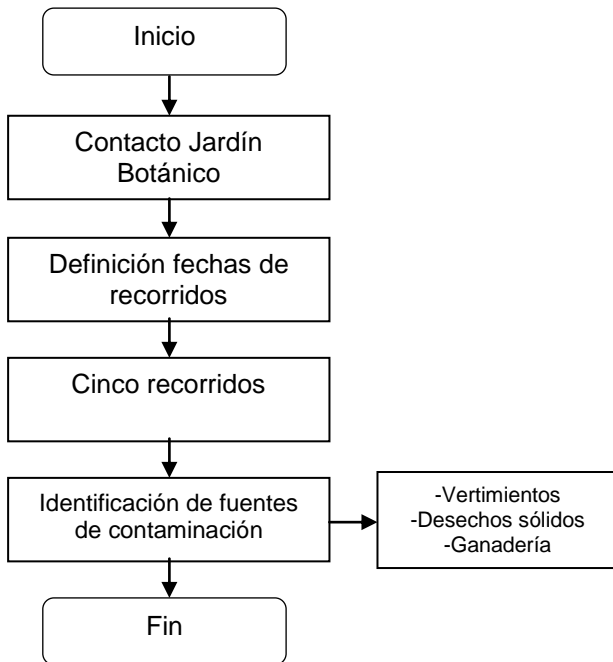 Inicio
Contacto Jardín
Botánico
Definición fechas de
recorridos
Cinco recorridos
Identificación de fuentes
de contaminación
-Vertimientos
-Desechos sólidos
-Ganadería
Fin